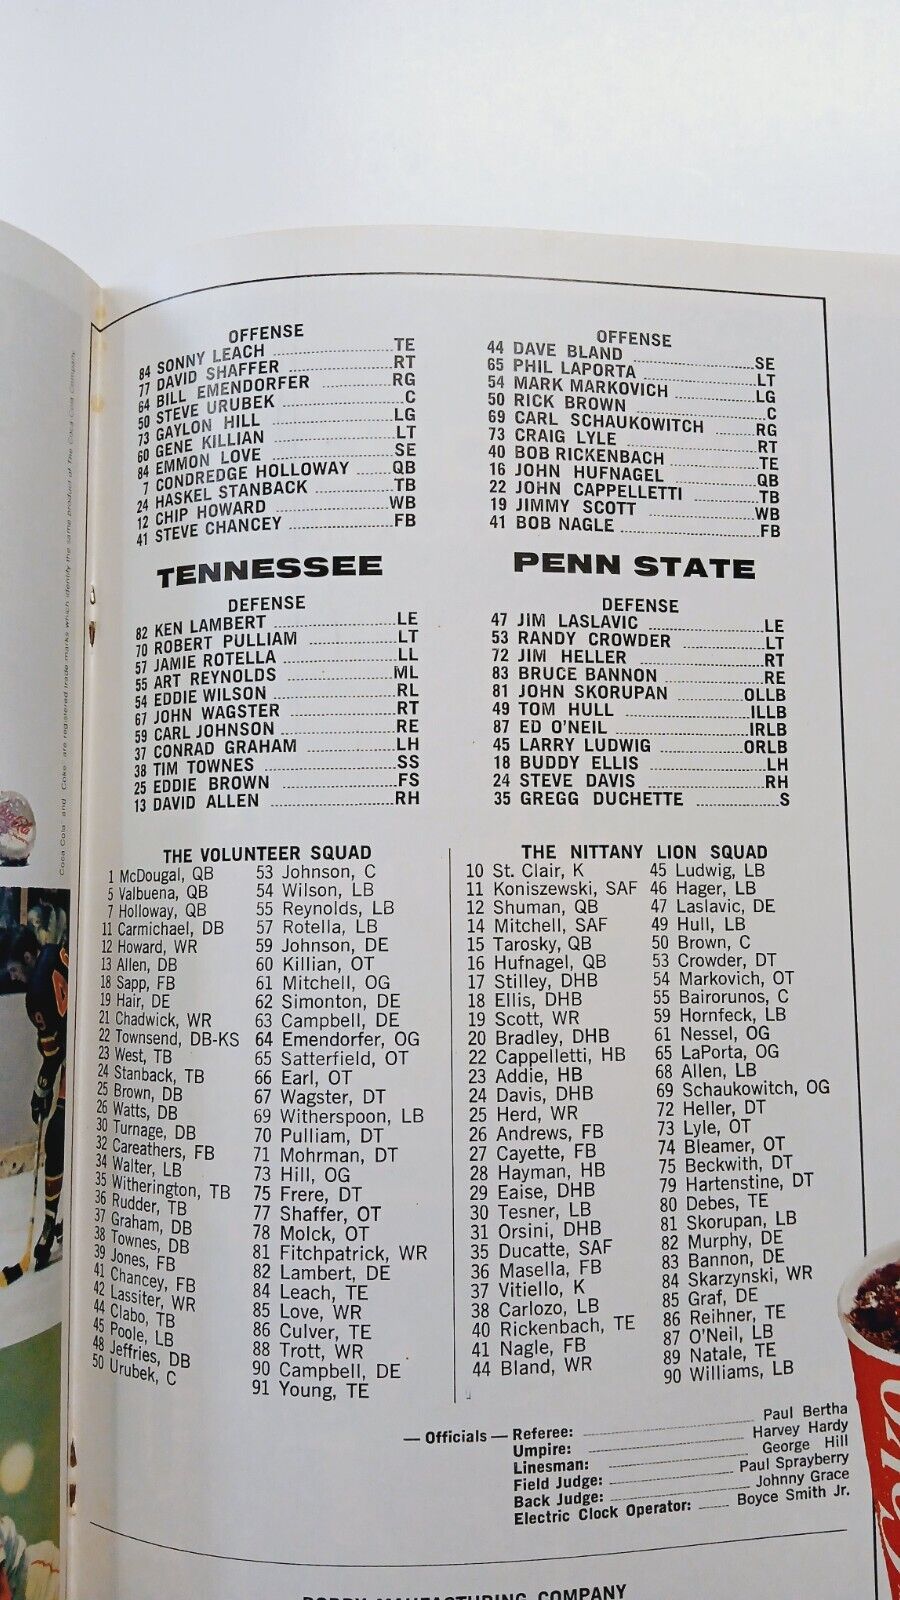 OFFENSE
84 SONNY LEACH TE
77 DAVID SHAFFER RT
64 BILL EMENDORFER RG
50 STEVE URUBEK C
73 GAYLON HILL LG
60 GENE KILLIAN LT
84 EMMON LOVE SE
7 CONDREDGE HOLLOWAY QB
24 HASKEL STANBACK TB
12 CHIP HOWARD WB
41 STEVE CHANCEY FB
TENNESSEE
DEFENSE
82 KEN LAMBERT LE
70 ROBERT PULLIAM LT
57 JAMIE ROTELLA LL
55 ART REYNOLDS ML
54 EDDIE WILSON RL
67 JOHN WAGSTER RT
59 CARL JOHNSON RE
37 CONRAD GRAHAM LH
38 TIM TOWNES SS
25 EDDIE BROWN FS
13 DAVID ALLEN RH
OFFENSE
44 DAVE BLAND SE
65 PHIL LAPORTA LT
54 MARK MARKOVICH LG
50 RICK BROWN C
69 CARL SCHAUKOWITCH RG
73 CRAIG LYLE RT
40 BOB RICKENBACH TE
16 JOHN HUFNAGEL QB
22 JOHN CAPPELLETTI TB
19 JIMMY SCOTT WB
41 BOB NAGLE FB
PENN STATE
DEFENSE
47 JIM LASLAVIC LE
53 RANDY CROWDER LT
72 JIM HELLER RT
83 BRUCE BANNON RE
81 JOHN SKORUPAN OLLB
49 TOM HULL ILLB
87 ED O'NEIL IRLB
45 LARRY LUDWIG ORLB
18 BUDDY ELLIS LH
24 STEVE DAVIS RH
35 GREGG DUCHETTE S
THE VOLUNTEER SQUAD
1 McDougal, QB
5 Valbuena, QB
7 Holloway, QB
11 Carmichael, DB
12 Howard, WR
13 Allen, DB
18 Sapp, FB
19 Hair, DE
21 Chadwick, WR
22 Townsend, DB-KS
23 West, TB
24 Stanback, TB
25 Brown, DB
26 Watts, DB
30 Turnage, DB
32 Careathers, FB
34 Walter, LB
35 Witherington, TB
36 Rudder, TB
37 Graham, DB
38 Townes, DB
39 Jones, FB
41 Chancey, FB
42 Lassiter, WR
44 Clabo, TB
45 Poole, LB
48 Jeffries, DB
50 Urubek, C
53 Johnson, C
54 Wilson, LB
55 Reynolds, LB
57 Rotella, LB
59 Johnson, DE
60 Killian, OT
61 Mitchell, OG
62 Simonton, DE
63 Campbell, DE
64 Emendorfer, OG
65 Satterfield, OT
66 Earl, OT
67 Wagster, DT
69 Witherspoon, LB
70 Pulliam, DT
71 Mohrman, DT
73 Hill, OG
75 Frere, DT
77 Shaffer, OT
78 Molck, OT
81 Fitchpatrick, WR
82 Lambert, DE
84 Leach, TE
85 Love, WR
86 Culver, TE
88 Trott, WR
90 Campbell, DE
91 Young, TE
THE NITTANY LION SQUAD
10 St. Clair, K
11 Koniszewski, SAF
12 Shuman, QB
14 Mitchell, SAF
15 Tarosky, QB
16 Hufnagel, QB
17 Stilley, DHB
18 Ellis, DHB
19 Scott, WR
20 Bradley, DHB
22 Cappelletti, HB
23 Addie, HB
24 Davis, DHB
25 Herd, WR
26 Andrews, FB
27 Cayette, FB
28 Hayman, HB
29 Eaise, DHB
30 Tesner, LB
31 Orsini, DHB
35 Ducatte, SAF
36 Masella, FB
37 Vitiello, K
38 Carlozo, LB
40 Rickenbach, TE
41 Nagle, FB
44 Bland, WR
45 Ludwig, LB
46 Hager, LB
47 Laslavic, DE
49 Hull, LB
50 Brown, C
53 Crowder, DT
54 Markovich, OT
55 Bairorunos, C
59 Hornfeck, LB
61 Nessel, OG
65 LaPorta, OG
68 Allen, LB
69 Schaukowitch, OG
72 Heller, DT
73 Lyle, OT
74 Bleamer, OT
75 Beckwith, DT
79 Hartenstine, DT
80 Debes, TE
81 Skorupan, LB
82 Murphy, DE
83 Bannon, DE
84 Skarzynski, WR
85 Graf, DE
86 Reihner, TE
87 O'Neil, LB
89 Natale, TE
90 Williams, LB
— Officials — Referee: Paul Bertha
Umpire: Harvey Hardy
Linesman: George Hill
Field Judge: Paul Sprayberry
Back Judge: Johnny Grace
Electric Clock Operator: Boyce Smith Jr.
MANUFACTURING COMPANY
Coca-Cola and Coke are registered trade marks which identify the same product of The Coca-Cola Company